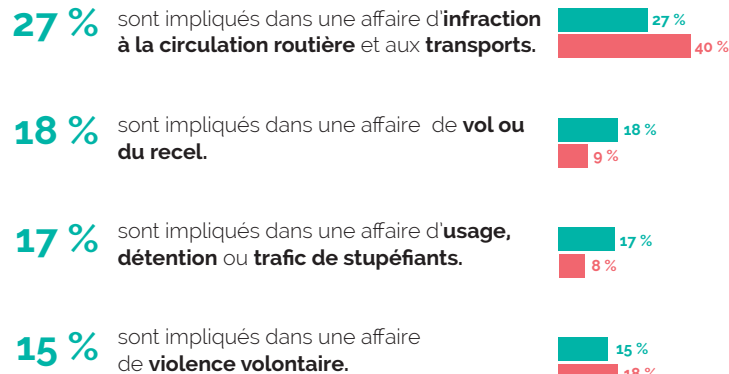 27 % sont impliqués dans une affaire d'infraction
à la circulation routière et aux transports.
27 %
40 %
18 % sont impliqués dans une affaire de vol ou
du recel.
18 %
9 %
17 % sont impliqués dans une affaire d'usage,
détention ou trafic de stupéfiants.
17 %
8 %
15 % sont impliqués dans une affaire
de violence volontaire.
15 %
18 %